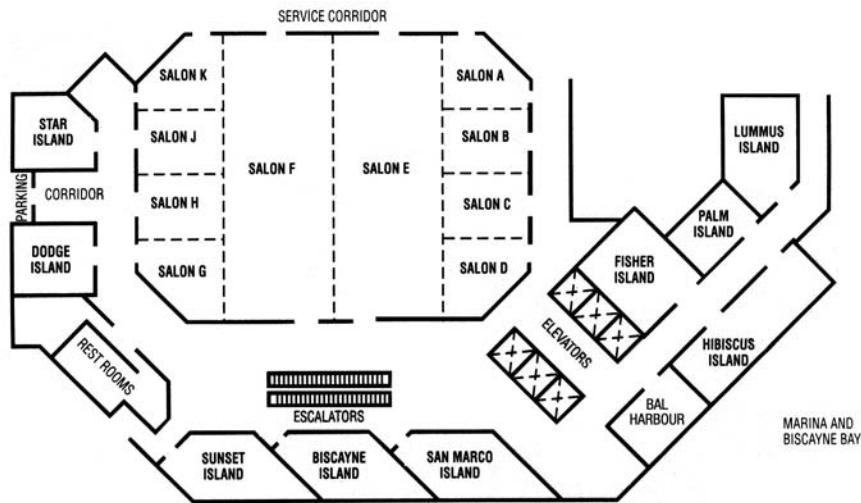 SERVICE CORRIDOR
SALON K
SALON A
STAR
ISLAND
SALON J
SALON B
LUMMUS
ISLAND
SALON F
SALON E
PARKING
CORRIDOR
SALON H
SALON C
PALM
ISLAND
DODGE
ISLAND
SALON G
SALON D
FISHER
ISLAND
ELEVATORS
HIBISCUS
ISLAND
REST ROOMS
ESCALATORS
BAL
HARBOUR
MARINA AND
BISCAYNE BAY
SUNSET
ISLAND
BISCAYNE
ISLAND
SAN MARCO
ISLAND